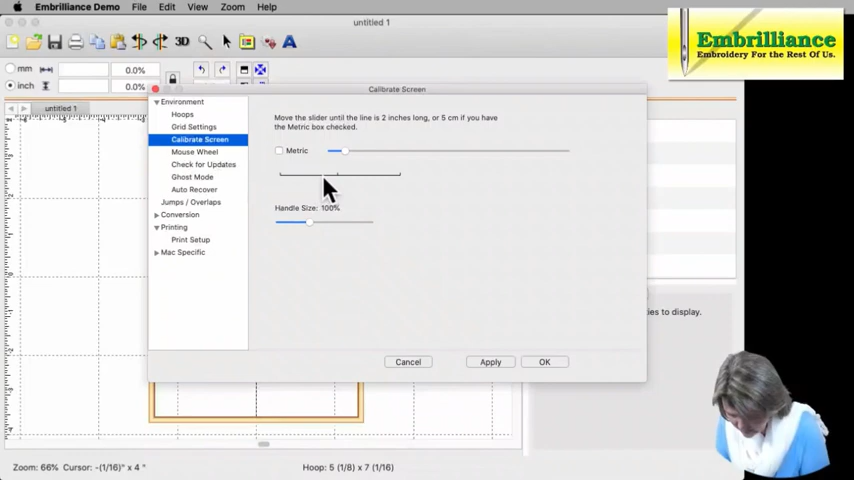 Embrilliance Demo File Edit View Zoom Help
untitled 1
Embrilliance
Embroidery For the Rest Of Us.
3D
A
mm 0.0%
inch 0.0%
untitled 1
Calibrate Screen
Environment
Hoops
Grid Settings
Calibrate Screen
Mouse Wheel
Check for Updates
Ghost Mode
Auto Recover
Jumps / Overlaps
Conversion
Printing
Print Setup
Mac Specific
Move the slider until the line is 2 inches long, or 5 cm if you have
the Metric box checked.
Metric
Handle Size: 100%
ies to display.
Cancel Apply OK
Zoom: 66% Cursor: -(1/16)" x 4 " Hoop: 5 (1/8) x 7 (1/16)